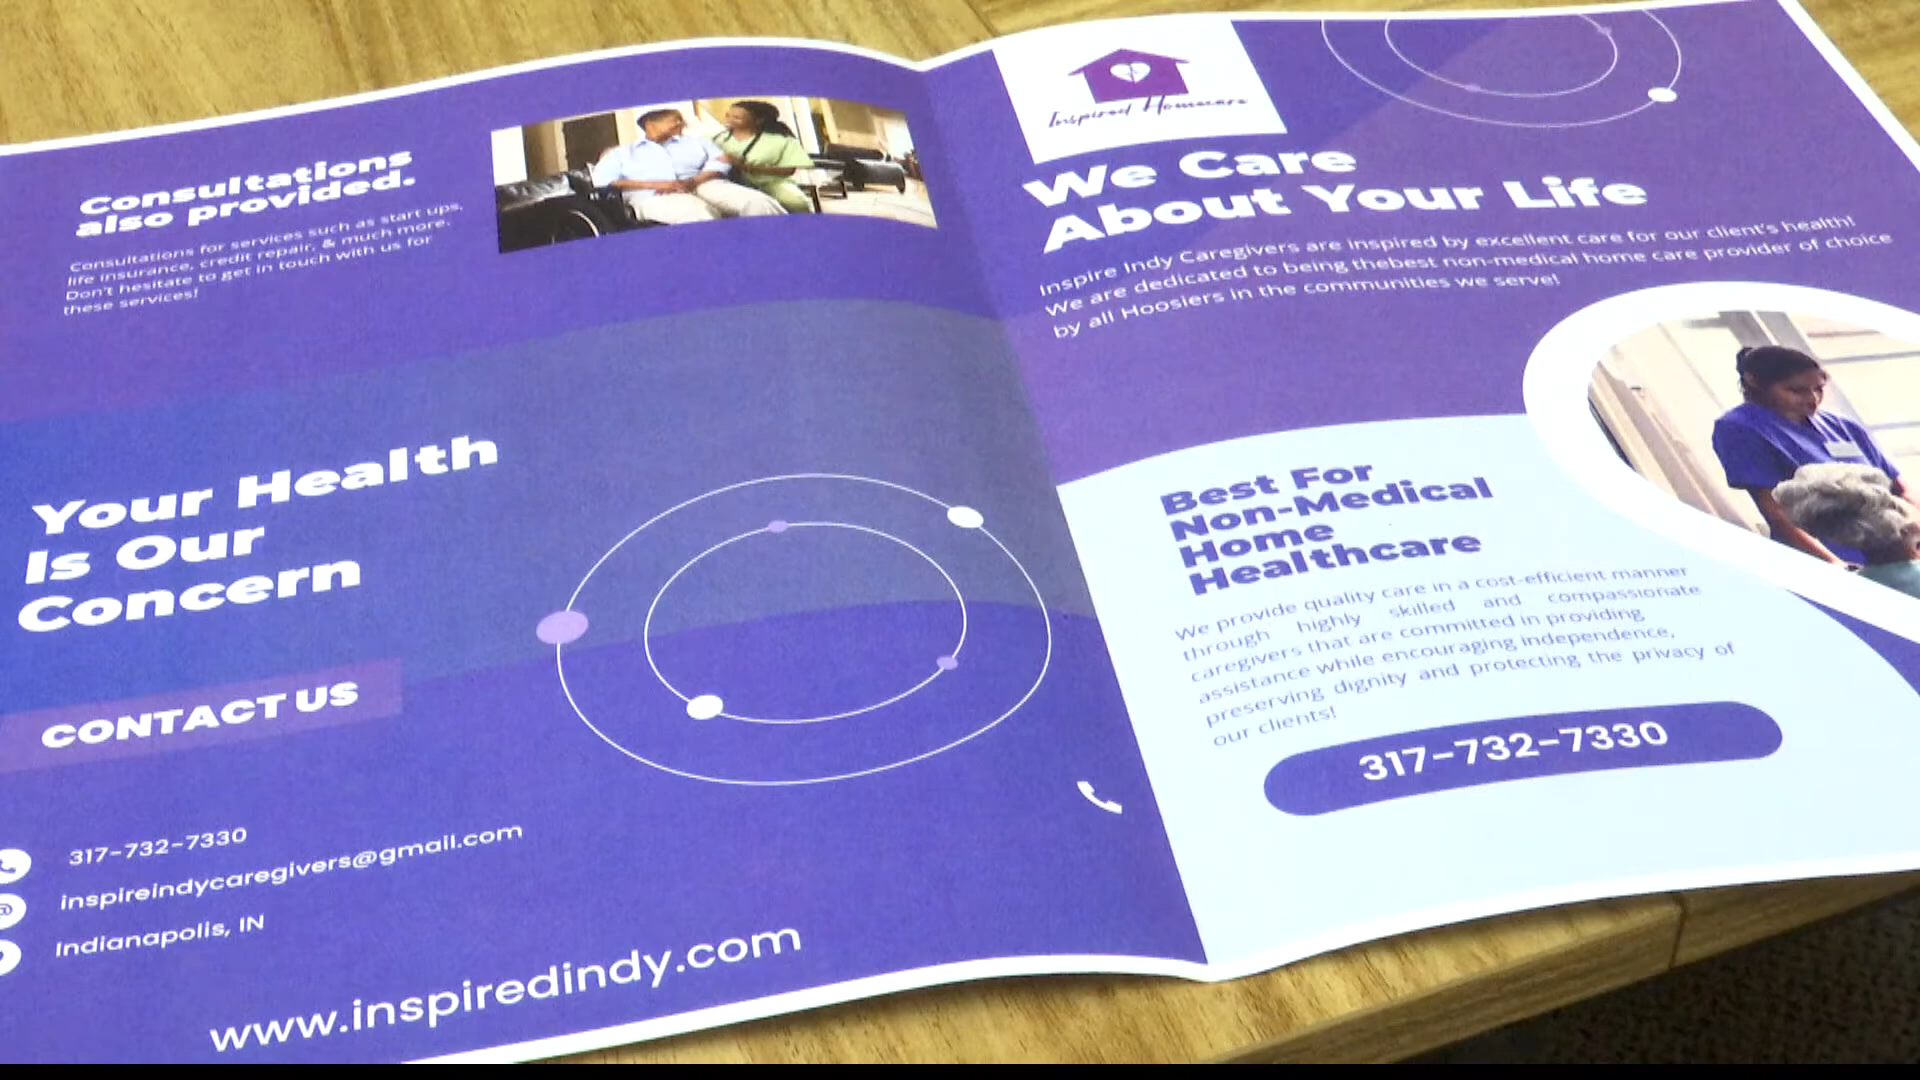 Consultations
also provided.
Consultations for services such as start ups,
life insurance, credit repair, & much more.
Don't hesitate to get in touch with us for
these services!
Your Health
Is Our
Concern
CONTACT US
317-732-7330
@
inspireindycaregivers@gmail.com
Indianapolis, IN
www.inspiredindy.com
Inspired Homecare
We Care
About Your Life
Inspire Indy Caregivers are inspired by excellent care for our client's health!
We are dedicated to being thebest non-medical home care provider of choice
by all Hoosiers in the communities we serve!
Best For
Non-Medical
Home
Healthcare
We provide quality care in a cost-efficient manner
through highly skilled and compassionate
caregivers that are committed in providing
assistance while encouraging independence,
preserving dignity and protecting the privacy of
our clients!
317-732-7330